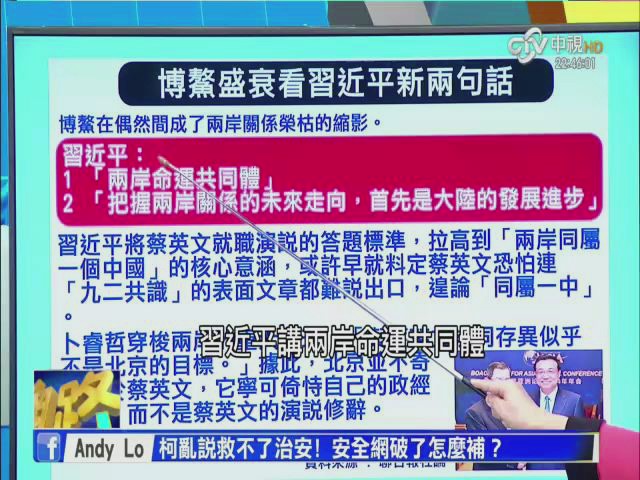 CTV中視HD
22:46:01
博鰲盛衰看習近平新兩句話
博鰲在偶然間成了兩岸關係榮枯的縮影。
習近平：
1 「兩岸命運共同體」
2 「把握兩岸關係的未來走向，首先是大陸的發展進步」
習近平將蔡英文就職演說的答題標準，拉高到「兩岸同屬
一個中國」的核心意涵，或許早就料定蔡英文恐怕連
「九二共識」的表面文章都難說出口，遑論「同屬一中」
。
卜睿哲穿梭兩岸 同存異似乎
不是北京的目標。」據此，北京並不寄
蔡英文，它寧可倚恃自己的政經
而不是蔡英文的演說修辭。
習近平講兩岸命運共同體
BOAO FOR ASIA CONFERENCE
資料來源：聯合報社論
Andy Lo 柯亂說救不了治安！安全網破了怎麼補？